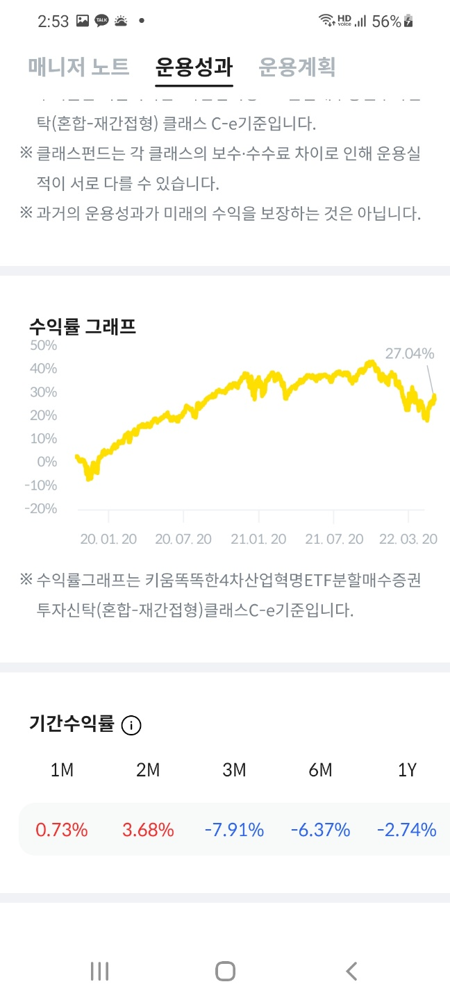 2:53
TALK
HD voice
56%
매니저 노트 운용성과 운용계획
탁(혼합-재간접형) 클래스 C-e기준입니다.
※ 클래스펀드는 각 클래스의 보수·수수료 차이로 인해 운용실
적이 서로 다를 수 있습니다.
※ 과거의 운용성과가 미래의 수익을 보장하는 것은 아닙니다.
수익률 그래프
50%
27.04%
40%
30%
20%
10%
0%
-10%
-20%
20. 01. 20 20. 07. 20 21.01. 20 21. 07. 20 22. 03. 20
※ 수익률그래프는 키움똑똑한4차산업혁명ETF분할매수증권
투자신탁(혼합-재간접형)클래스C-e기준입니다.
기간수익률
1M 2M 3M 6M 1Y
0.73% 3.68% -7.91% -6.37% -2.74%